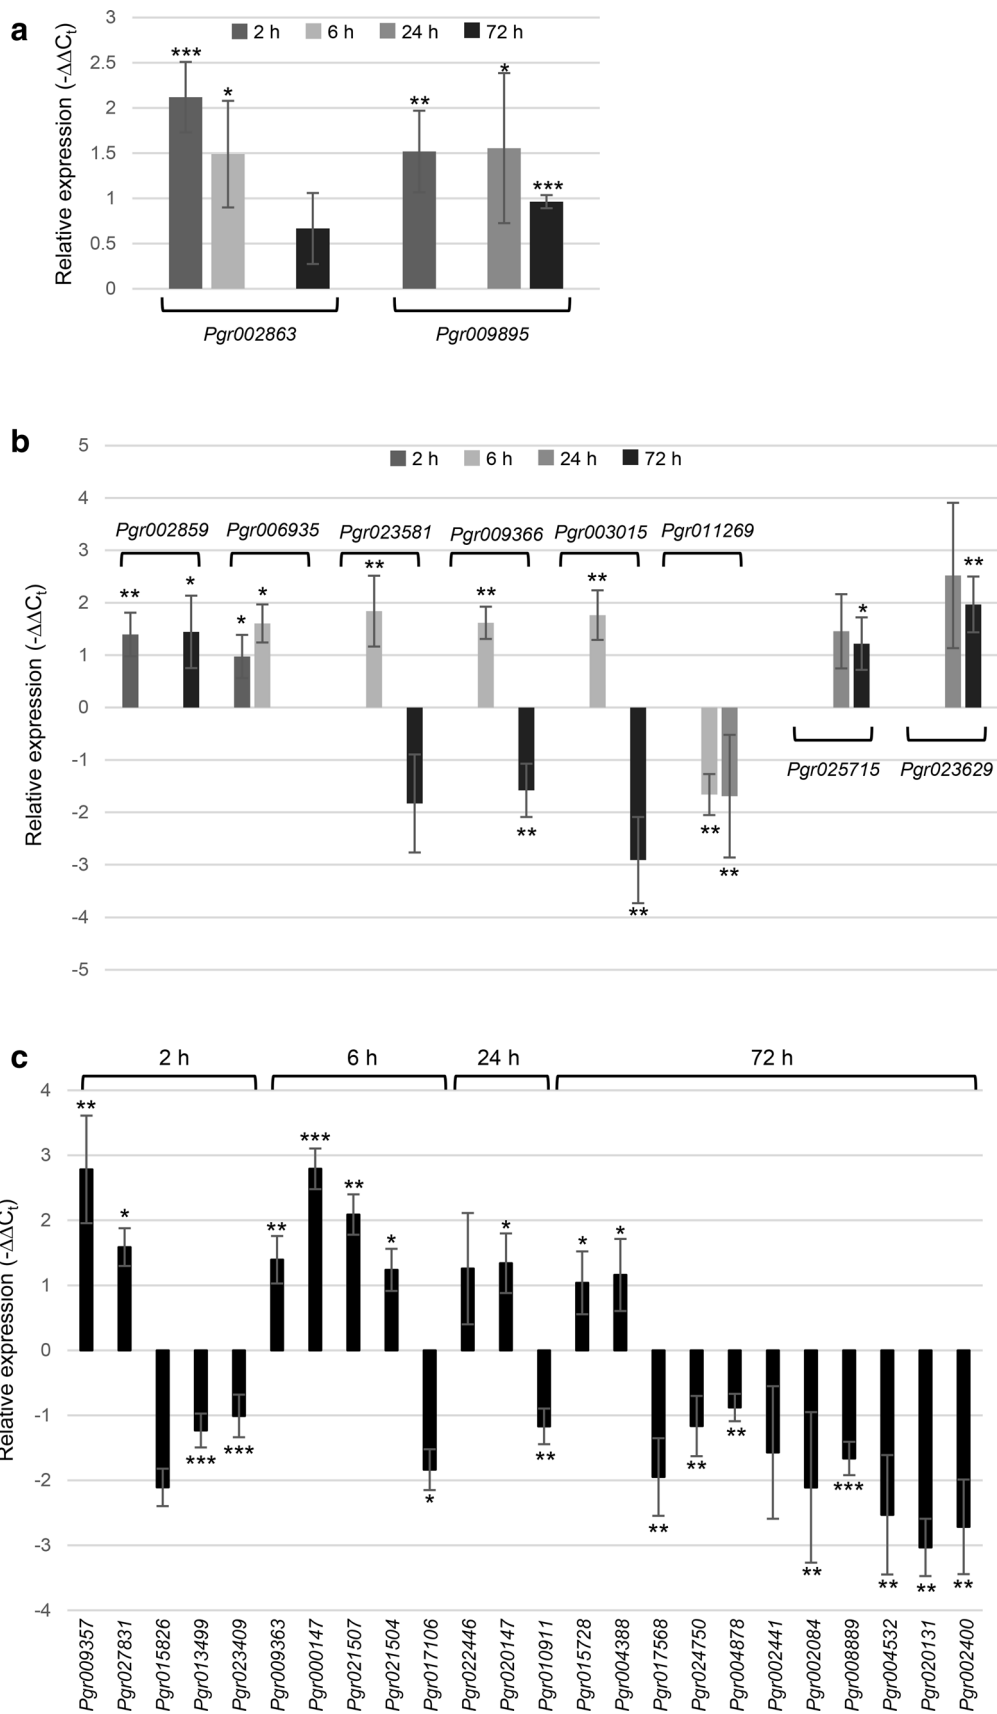 a
3
2 h 6 h 24 h 72 h
2.5
2
1.5
1
0.5
0
Relative expression (-ΔΔCt)
*** * ** * ***
Pgr002863 Pgr009895
b
5
2 h 6 h 24 h 72 h
4
3
2
1
0
-1
-2
-3
-4
-5
Relative expression (-ΔΔCt)
Pgr002859 Pgr006935 Pgr023581 Pgr009366 Pgr003015 Pgr011269
** * * * ** ** ** * **
** ** ** **
Pgr025715 Pgr023629
c
2 h 6 h 24 h 72 h
4
3
2
1
0
-1
-2
-3
-4
Relative expression (-ΔΔCt)
** * ** *** ** * * * *
*** *** * ** ** ** ** ** *** ** ** **
Pgr009357
Pgr027831
Pgr015826
Pgr013499
Pgr023409
Pgr009363
Pgr000147
Pgr021507
Pgr021504
Pgr017106
Pgr022446
Pgr020147
Pgr010911
Pgr015728
Pgr004388
Pgr017568
Pgr024750
Pgr004878
Pgr002441
Pgr002084
Pgr008889
Pgr004532
Pgr020131
Pgr002400